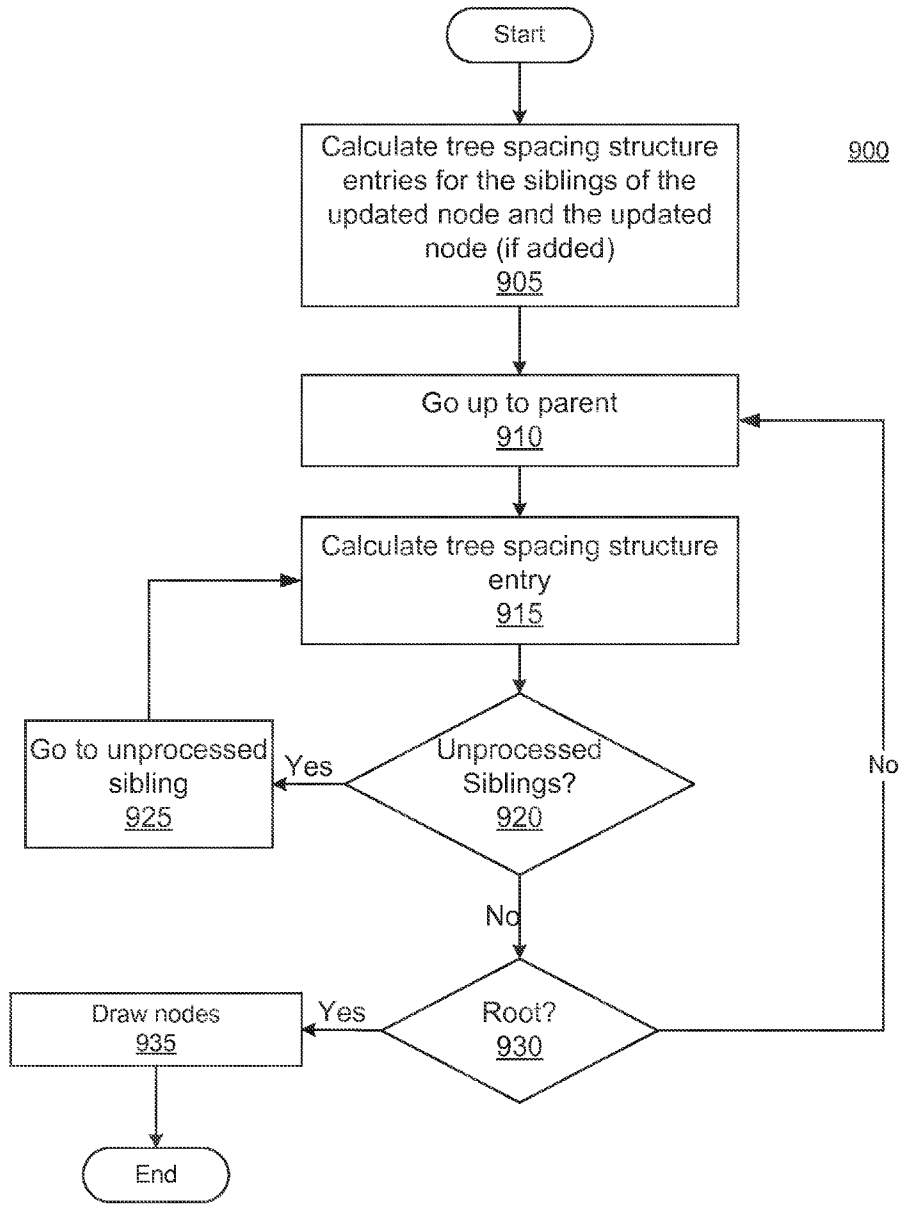 Start
Calculate tree spacing structure
entries for the siblings of the
updated node and the updated
node (if added)
905
900
Go up to parent
910
Calculate tree spacing structure
entry
915
Go to unprocessed
sibling
925
Yes
Unprocessed
Siblings?
920
No
No
Draw nodes
935
Yes
Root?
930
End